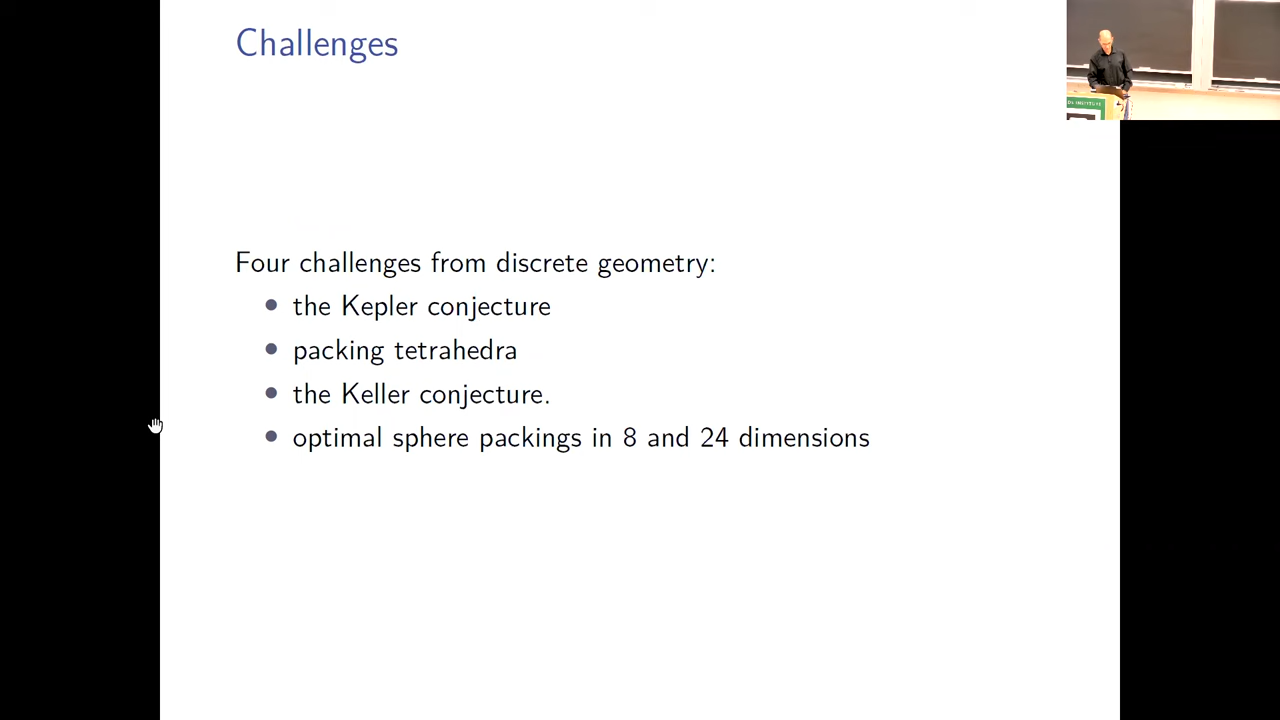 Challenges
Four challenges from discrete geometry:
• the Kepler conjecture
• packing tetrahedra
• the Keller conjecture.
• optimal sphere packings in 8 and 24 dimensions
INSTITUTE